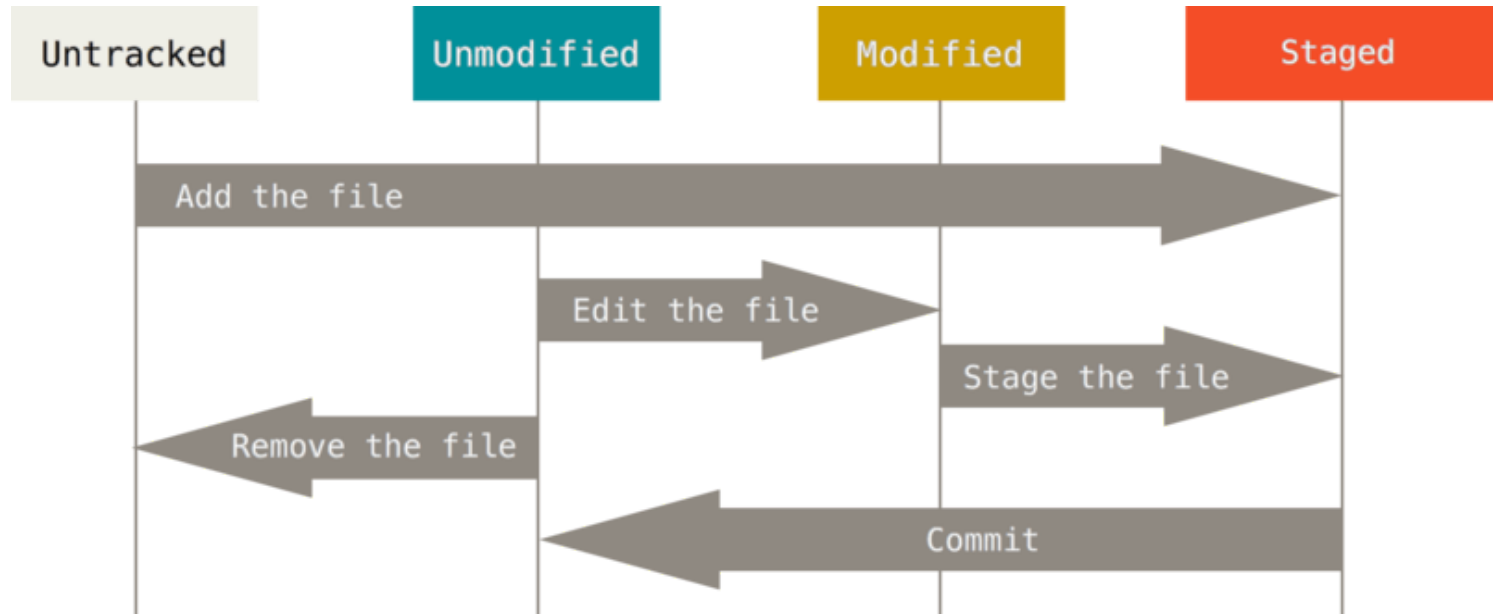 Untracked
Unmodified
Modified
Staged
Add the file
Edit the file
Stage the file
Remove the file
Commit